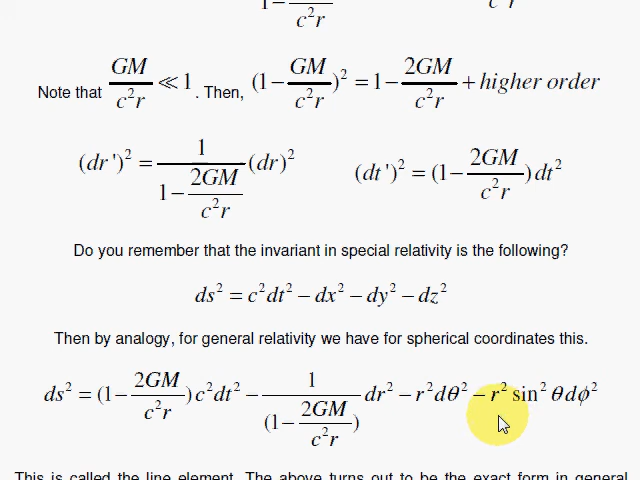 1 − c²r c²r
Note that GM/c²r ≪ 1 . Then, (1 − GM/c²r)² = 1 − 2GM/c²r + higher order
(dr')² = 1/(1 − 2GM/c²r) (dr)² (dt')² = (1 − 2GM/c²r)dt²
Do you remember that the invariant in special relativity is the following?
ds² = c²dt² − dx² − dy² − dz²
Then by analogy, for general relativity we have for spherical coordinates this.
ds² = (1 − 2GM/c²r)c²dt² − 1/(1 − 2GM/c²r) dr² − r²dθ² − r² sin² θdϕ²
This is called the line element. The above turns out to be the exact form in general